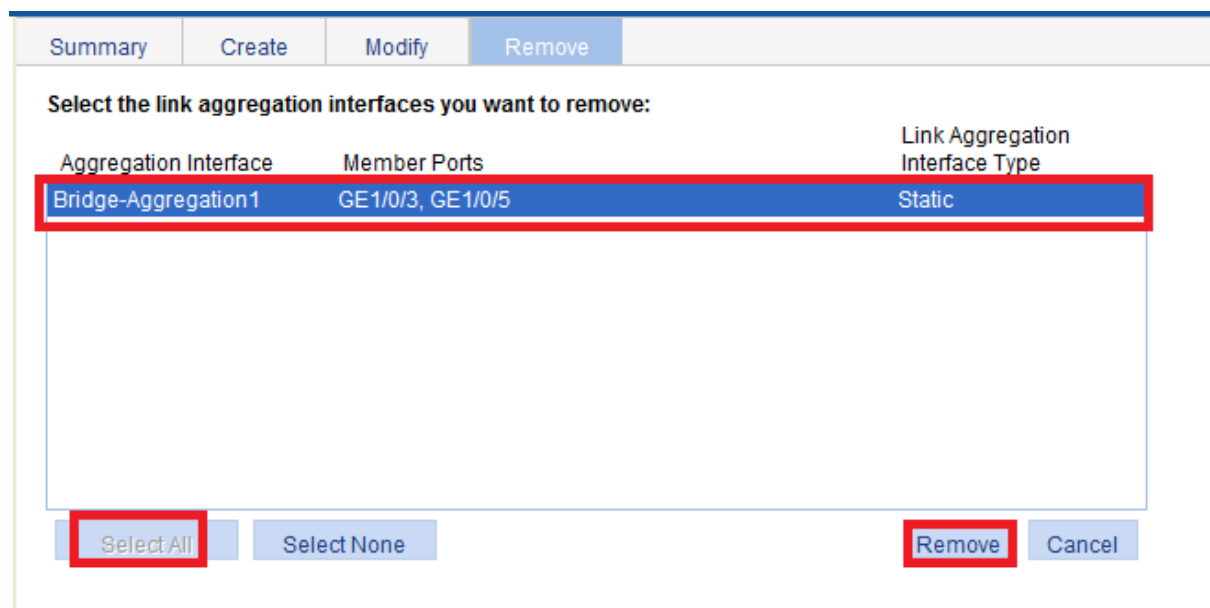 Summary Create Modify Remove
Select the link aggregation interfaces you want to remove:
Aggregation Interface Member Ports Link Aggregation
Interface Type
Bridge-Aggregation1 GE1/0/3, GE1/0/5 Static
Select All Select None Remove Cancel